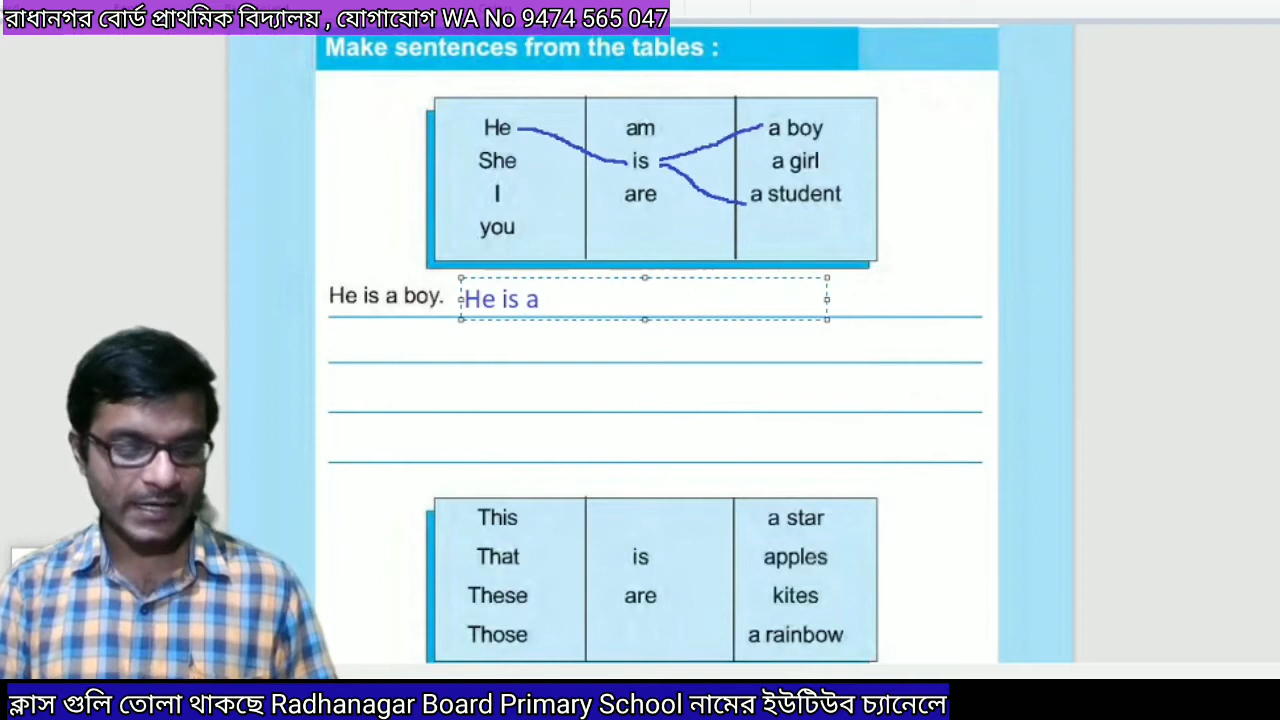 রাধানগর বোর্ড প্রাথমিক বিদ্যালয় , যোগাযোগ WA No 9474 565 047
Make sentences from the tables :
He am a boy
She is a girl
I are a student
you
He is a boy. He is a
This a star
That is apples
These are kites
Those a rainbow
ক্লাস গুলি তোলা থাকছে Radhanagar Board Primary School নামের ইউটিউব চ্যানেলে